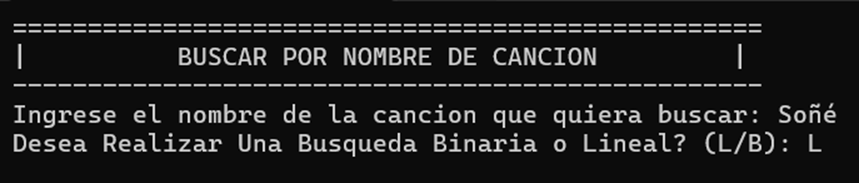 ==================================================
|          BUSCAR POR NOMBRE DE CANCION         |
--------------------------------------------------
Ingrese el nombre de la cancion que quiera buscar: Soñé
Desea Realizar Una Busqueda Binaria o Lineal? (L/B): L